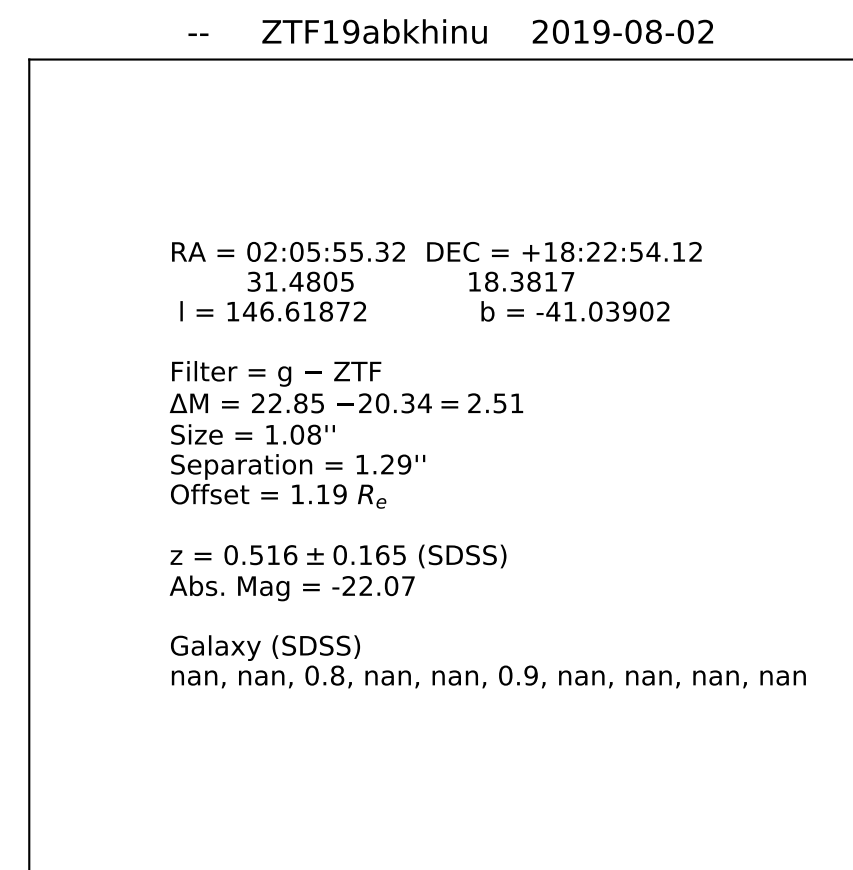 -- ZTF19abkhinu 2019-08-02
RA = 02:05:55.32 DEC = +18:22:54.12
31.4805 18.3817
l = 146.61872 b = -41.03902
Filter = g − ZTF
ΔM = 22.85 −20.34 = 2.51
Size = 1.08''
Separation = 1.29''
Offset = 1.19 Re
z = 0.516 ± 0.165 (SDSS)
Abs. Mag = -22.07
Galaxy (SDSS)
nan, nan, 0.8, nan, nan, 0.9, nan, nan, nan, nan